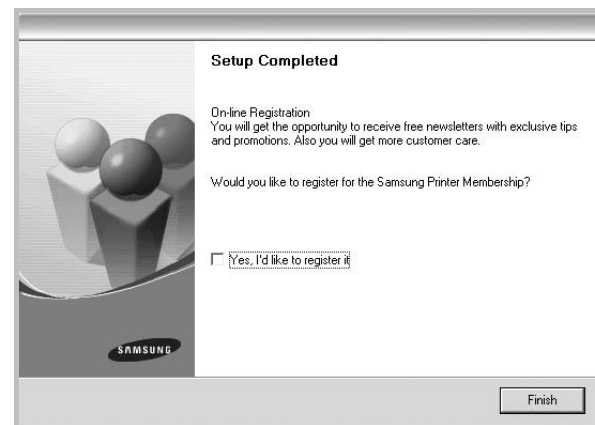 Setup Completed
On-line Registration
You will get the opportunity to receive free newsletters with exclusive tips
and promotions. Also you will get more customer care.
Would you like to register for the Samsung Printer Membership?
Yes, I'd like to register it
SAMSUNG
Finish